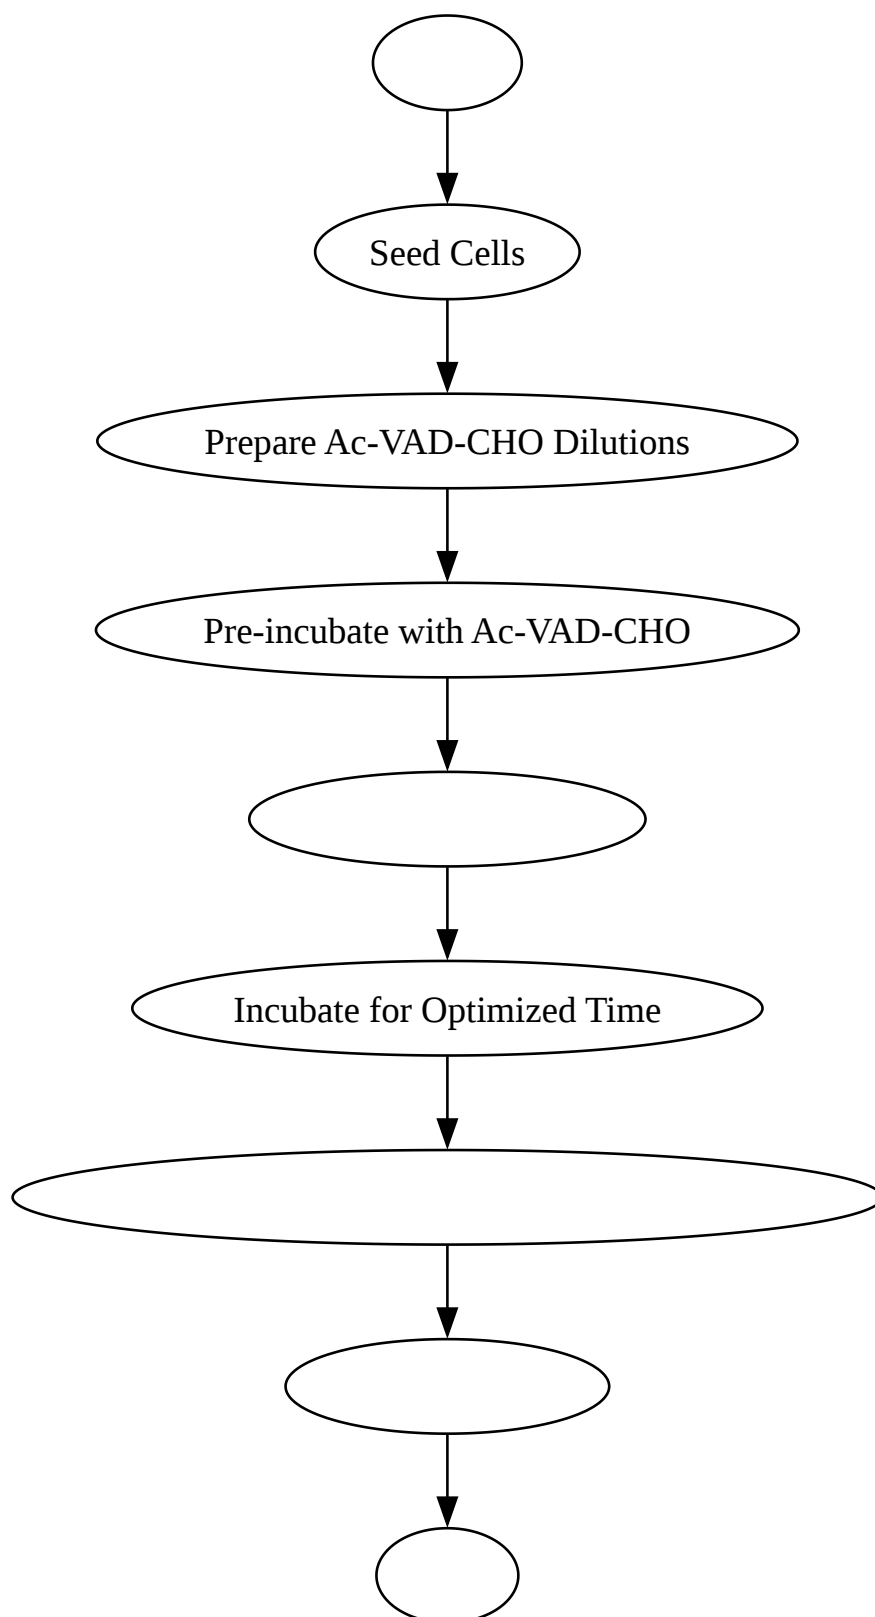 Seed Cells
Prepare Ac-VAD-CHO Dilutions
Pre-incubate with Ac-VAD-CHO
Incubate for Optimized Time